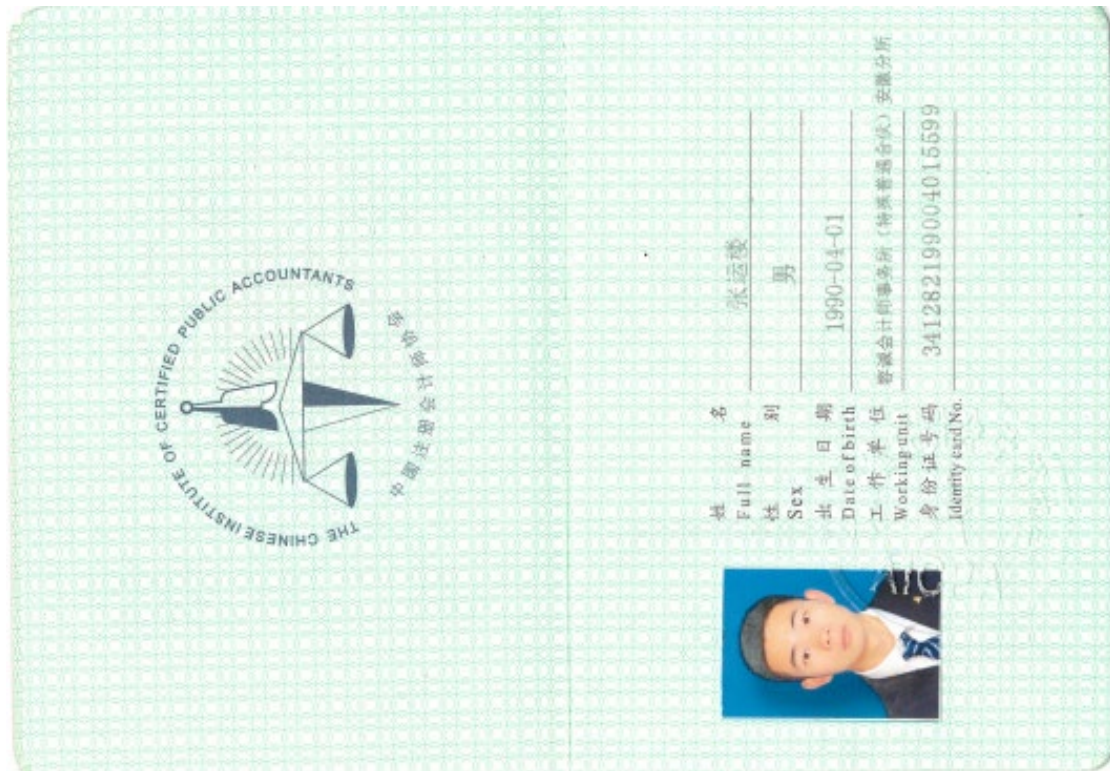 THE CHINESE INSTITUTE OF CERTIFIED PUBLIC ACCOUNTANTS
中国注册会计师协会
姓 名 张运楼
Full name
性 别 男
Sex
出 生 日 期 1990-04-01
Date of birth
工 作 单 位 容诚会计师事务所(特殊普通合伙)安徽分所
Working unit
身 份 证 号 码 341282199004015599
Identity card No.